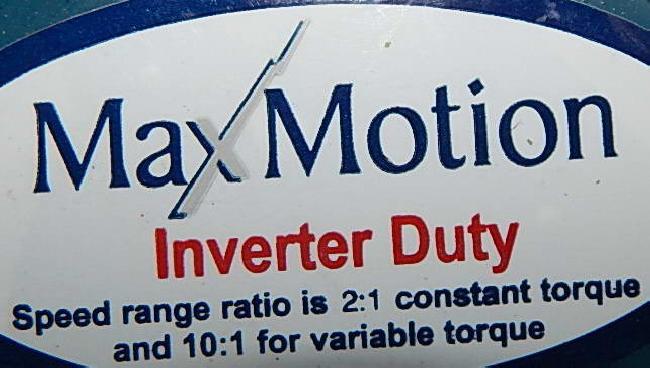 MaxMotion
Inverter Duty
Speed range ratio is 2:1 constant torque
and 10:1 for variable torque